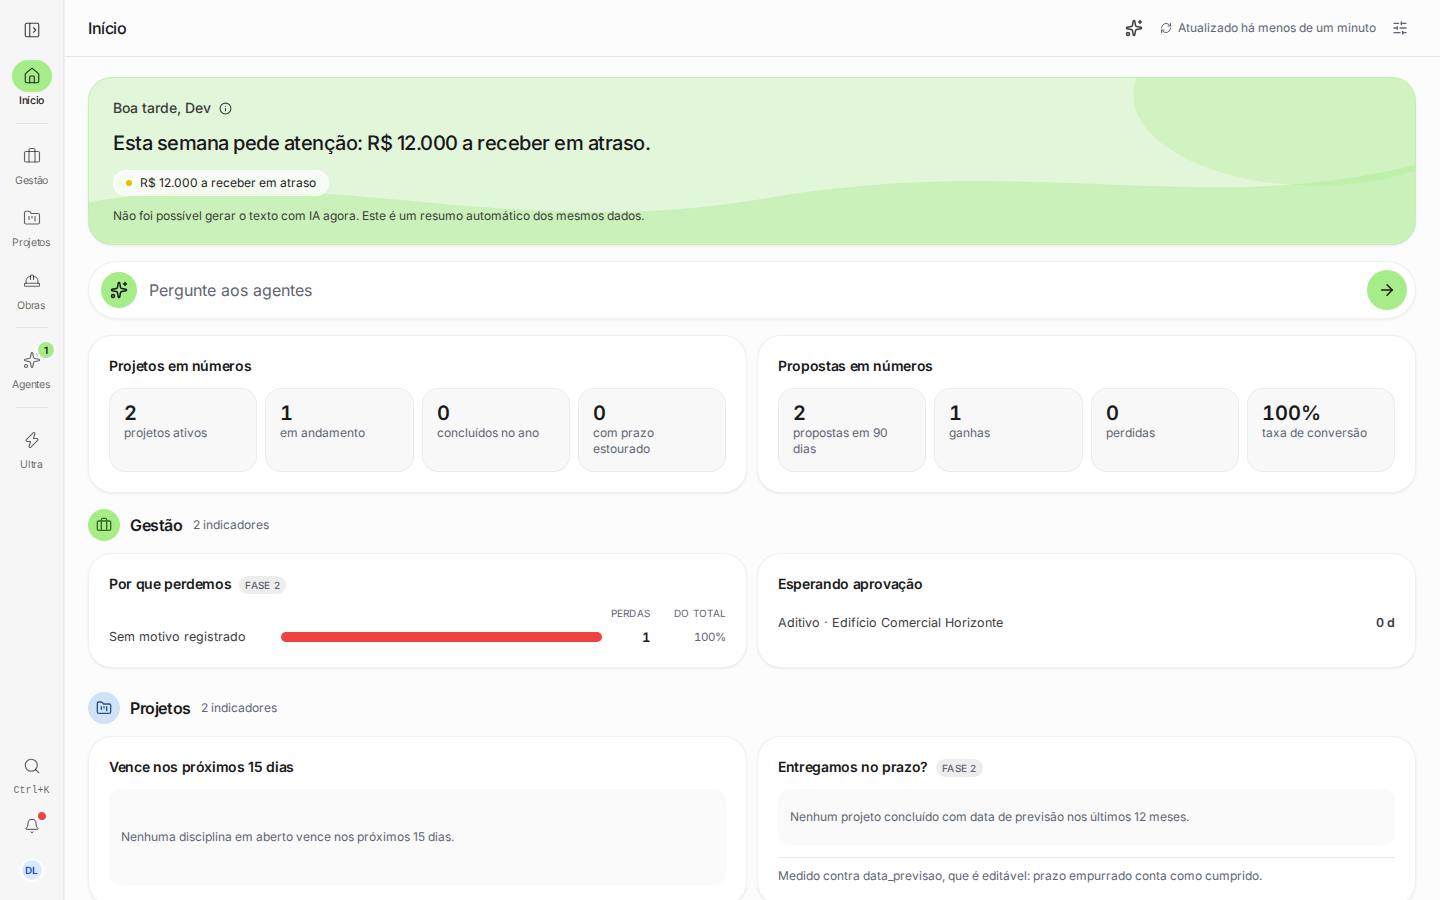 Início
Atualizado há menos de um minuto
Início
Gestão
Projetos
Obras
1
Agentes
Ultra
Ctrl+K
DL
Boa tarde, Dev
Esta semana pede atenção: R$ 12.000 a receber em atraso.
R$ 12.000 a receber em atraso
Não foi possível gerar o texto com IA agora. Este é um resumo automático dos mesmos dados.
Pergunte aos agentes
Projetos em números
2
projetos ativos
1
em andamento
0
concluídos no ano
0
com prazo
estourado
Propostas em números
2
propostas em 90
dias
1
ganhas
0
perdidas
100%
taxa de conversão
Gestão 2 indicadores
Por que perdemos FASE 2
PERDAS DO TOTAL
Sem motivo registrado 1 100%
Esperando aprovação
Aditivo · Edifício Comercial Horizonte 0 d
Projetos 2 indicadores
Vence nos próximos 15 dias
Nenhuma disciplina em aberto vence nos próximos 15 dias.
Entregamos no prazo? FASE 2
Nenhum projeto concluído com data de previsão nos últimos 12 meses.
Medido contra data_previsao, que é editável: prazo empurrado conta como cumprido.